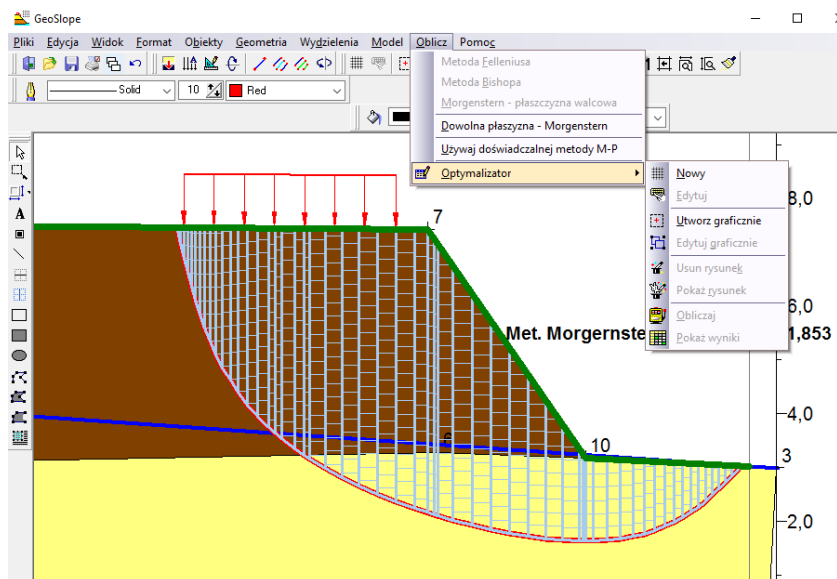 GeoSlope
Pliki Edycja Widok Format Obiekty Geometria Wydzielenia Model Oblicz Pomoc
Solid 10 Red
Metoda Felleniusa
Metoda Bishopa
Morgenstern - płaszczyzna walcowa
Dowolna płaszyzna - Morgenstern
Używaj doświadczalnej metody M-P
Optymalizator
Nowy
Edytuj
Utworz graficznie
Edytuj graficznie
Usun rysunek
Pokaż rysunek
Obliczaj
Pokaż wyniki
A
7
8,0
6,0
Met. Morgernste 1,853
4,0
6
10
3
2,0